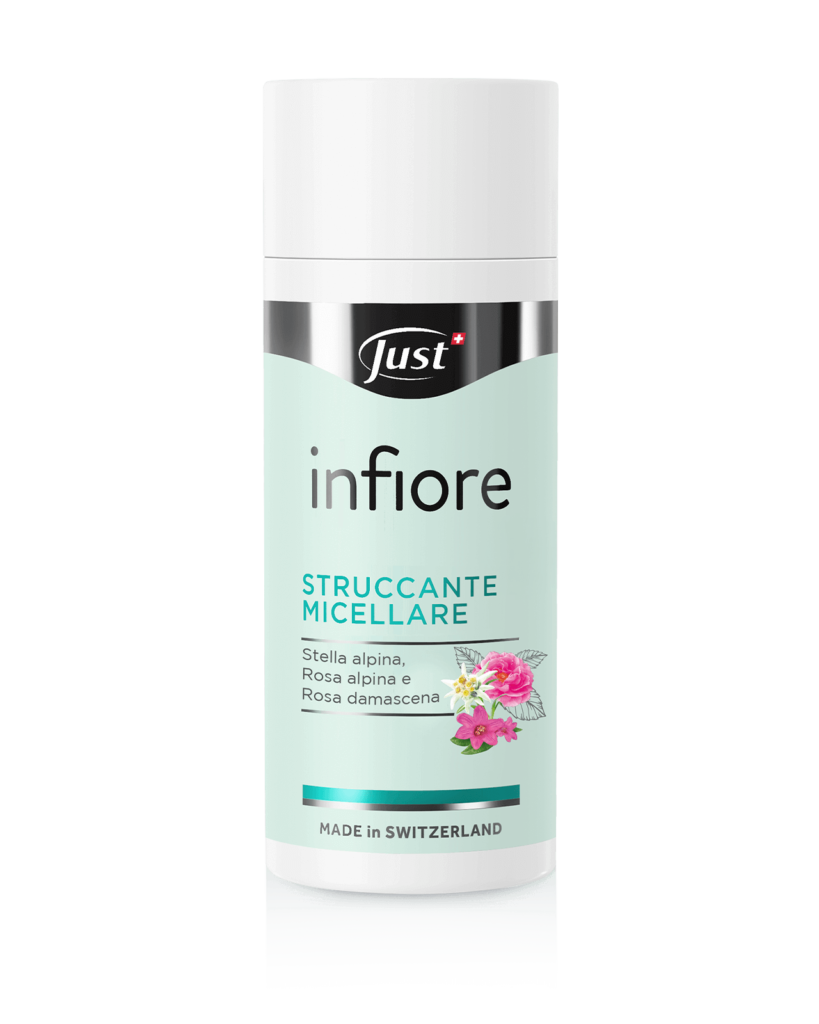 Just
infiore
STRUCCANTE
MICELLARE
Stella alpina,
Rosa alpina e
Rosa damascena
MADE in SWITZERLAND